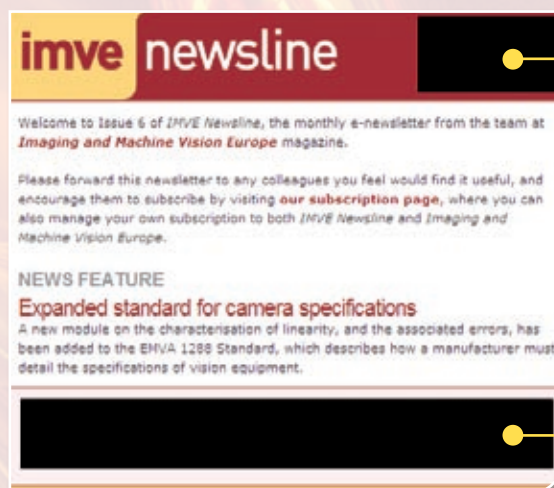 imve newsline
Welcome to Issue 6 of IMVE Newsline, the monthly e-newsletter from the team at
Imaging and Machine Vision Europe magazine.
Please forward this newsletter to any colleagues you feel would find it useful, and
encourage them to subscribe by visiting our subscription page, where you can
also manage your own subscription to both IMVE Newsline and Imaging and
Machine Vision Europe.
NEWS FEATURE
Expanded standard for camera specifications
A new module on the characterisation of linearity, and the associated errors, has
been added to the EMVA 1288 Standard, which describes how a manufacturer must
detail the specifications of vision equipment.